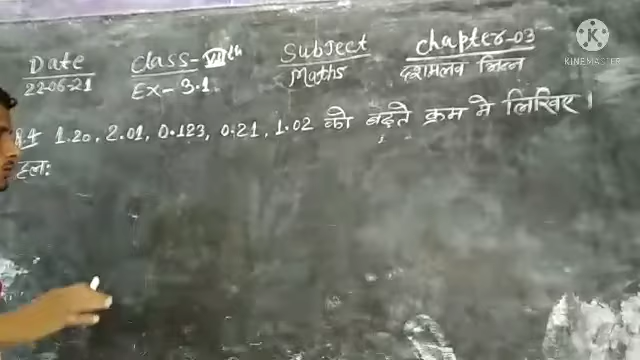 Date Class-VIIth Subject Chapter-03
22-06-21 Ex-3.1 Maths दशमलव भिन्न
Q.4 1.20, 2.01, 0.123, 0.21, 1.02 को बढ़ते क्रम मे लिखिए।
हल:
K
KINEMASTER